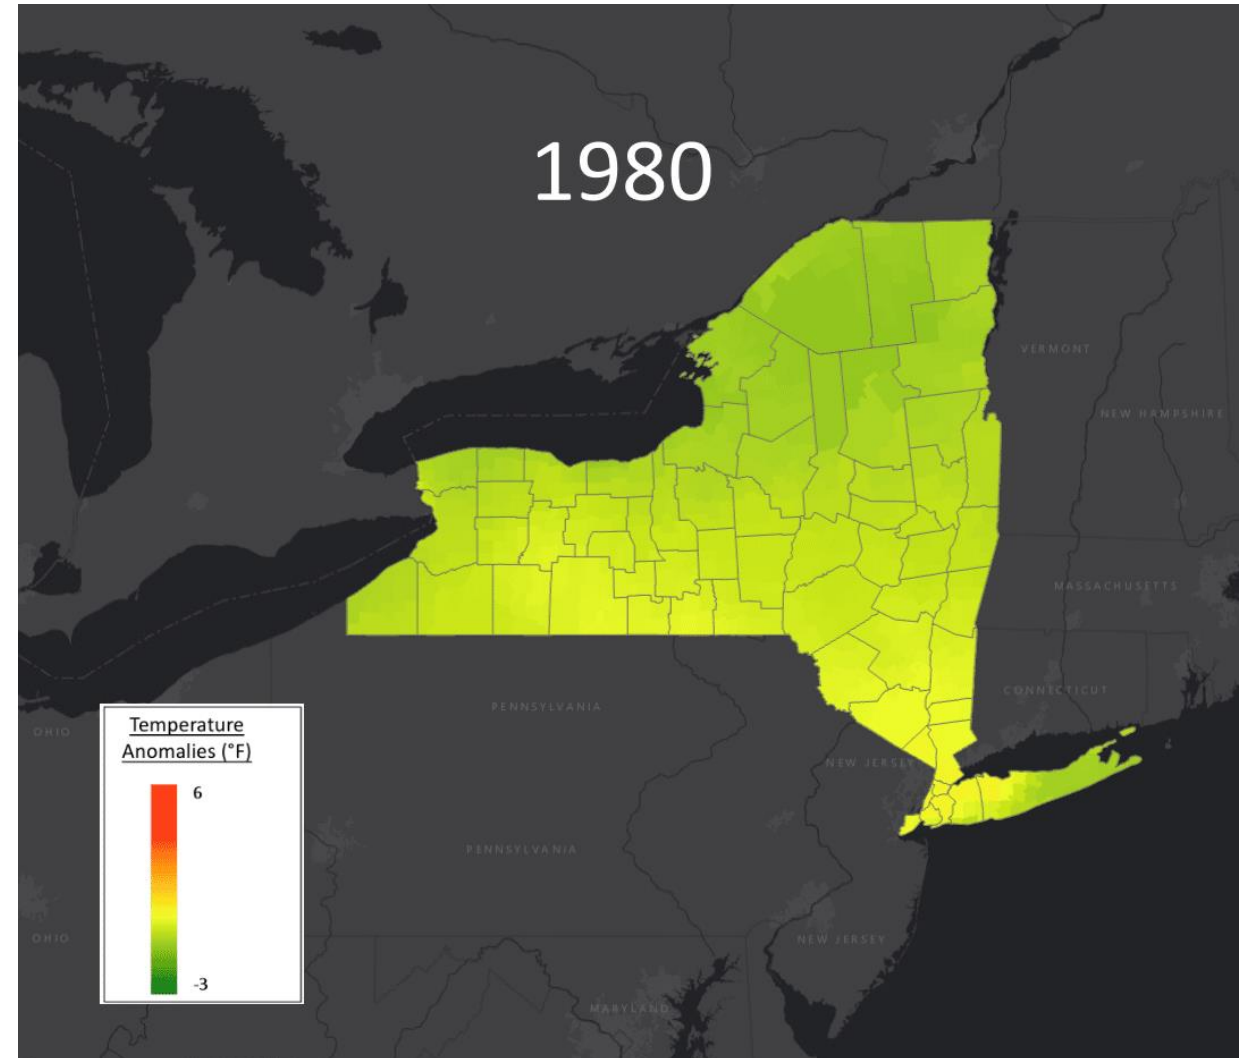 1980
VERMONT
NEW HAMPSHIRE
MASSACHUSETTS
CONNECTICUT
PENNSYLVANIA
OHIO
NEW JERSEY
PENNSYLVANIA
OHIO
NEW JERSEY
MARYLAND
Temperature
Anomalies (°F)
6
-3